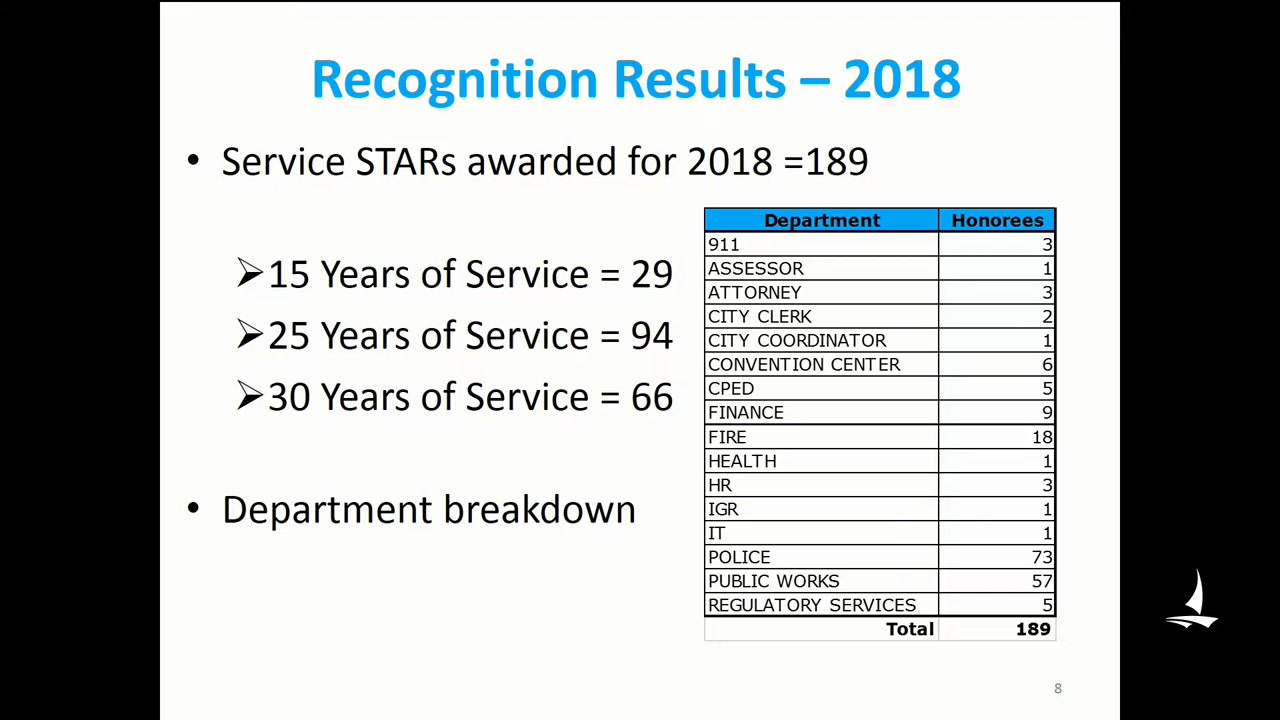 Recognition Results – 2018
• Service STARs awarded for 2018 =189
➢15 Years of Service = 29
➢25 Years of Service = 94
➢30 Years of Service = 66
• Department breakdown
Department Honorees
911 3
ASSESSOR 1
ATTORNEY 3
CITY CLERK 2
CITY COORDINATOR 1
CONVENTION CENTER 6
CPED 5
FINANCE 9
FIRE 18
HEALTH 1
HR 3
IGR 1
IT 1
POLICE 73
PUBLIC WORKS 57
REGULATORY SERVICES 5
Total 189
8